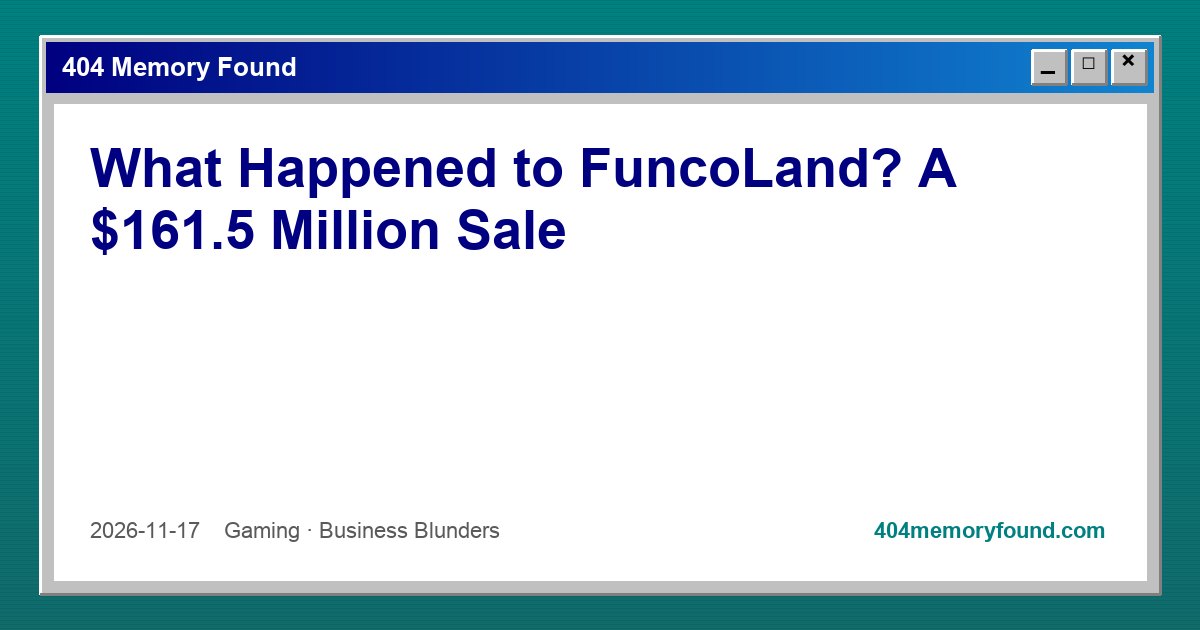 404 Memory Found
What Happened to FuncoLand? A
$161.5 Million Sale
2026-11-17 Gaming · Business Blunders
404memoryfound.com